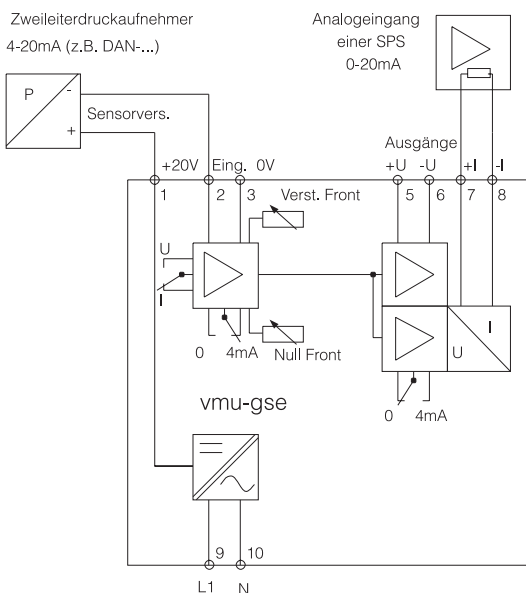 Zweileiterdruckaufnehmer
4-20mA (z.B. DAN-...)
Analogeingang
einer SPS
0-20mA
P
-
+
Sensorvers.
Ausgänge
+20V Eing. 0V
+U -U +I -I
1 2 3 Verst. Front 5 6 7 8
U
I
0 4mA Null Front
U I
0 4mA
vmu-gse
9 10
L1 N